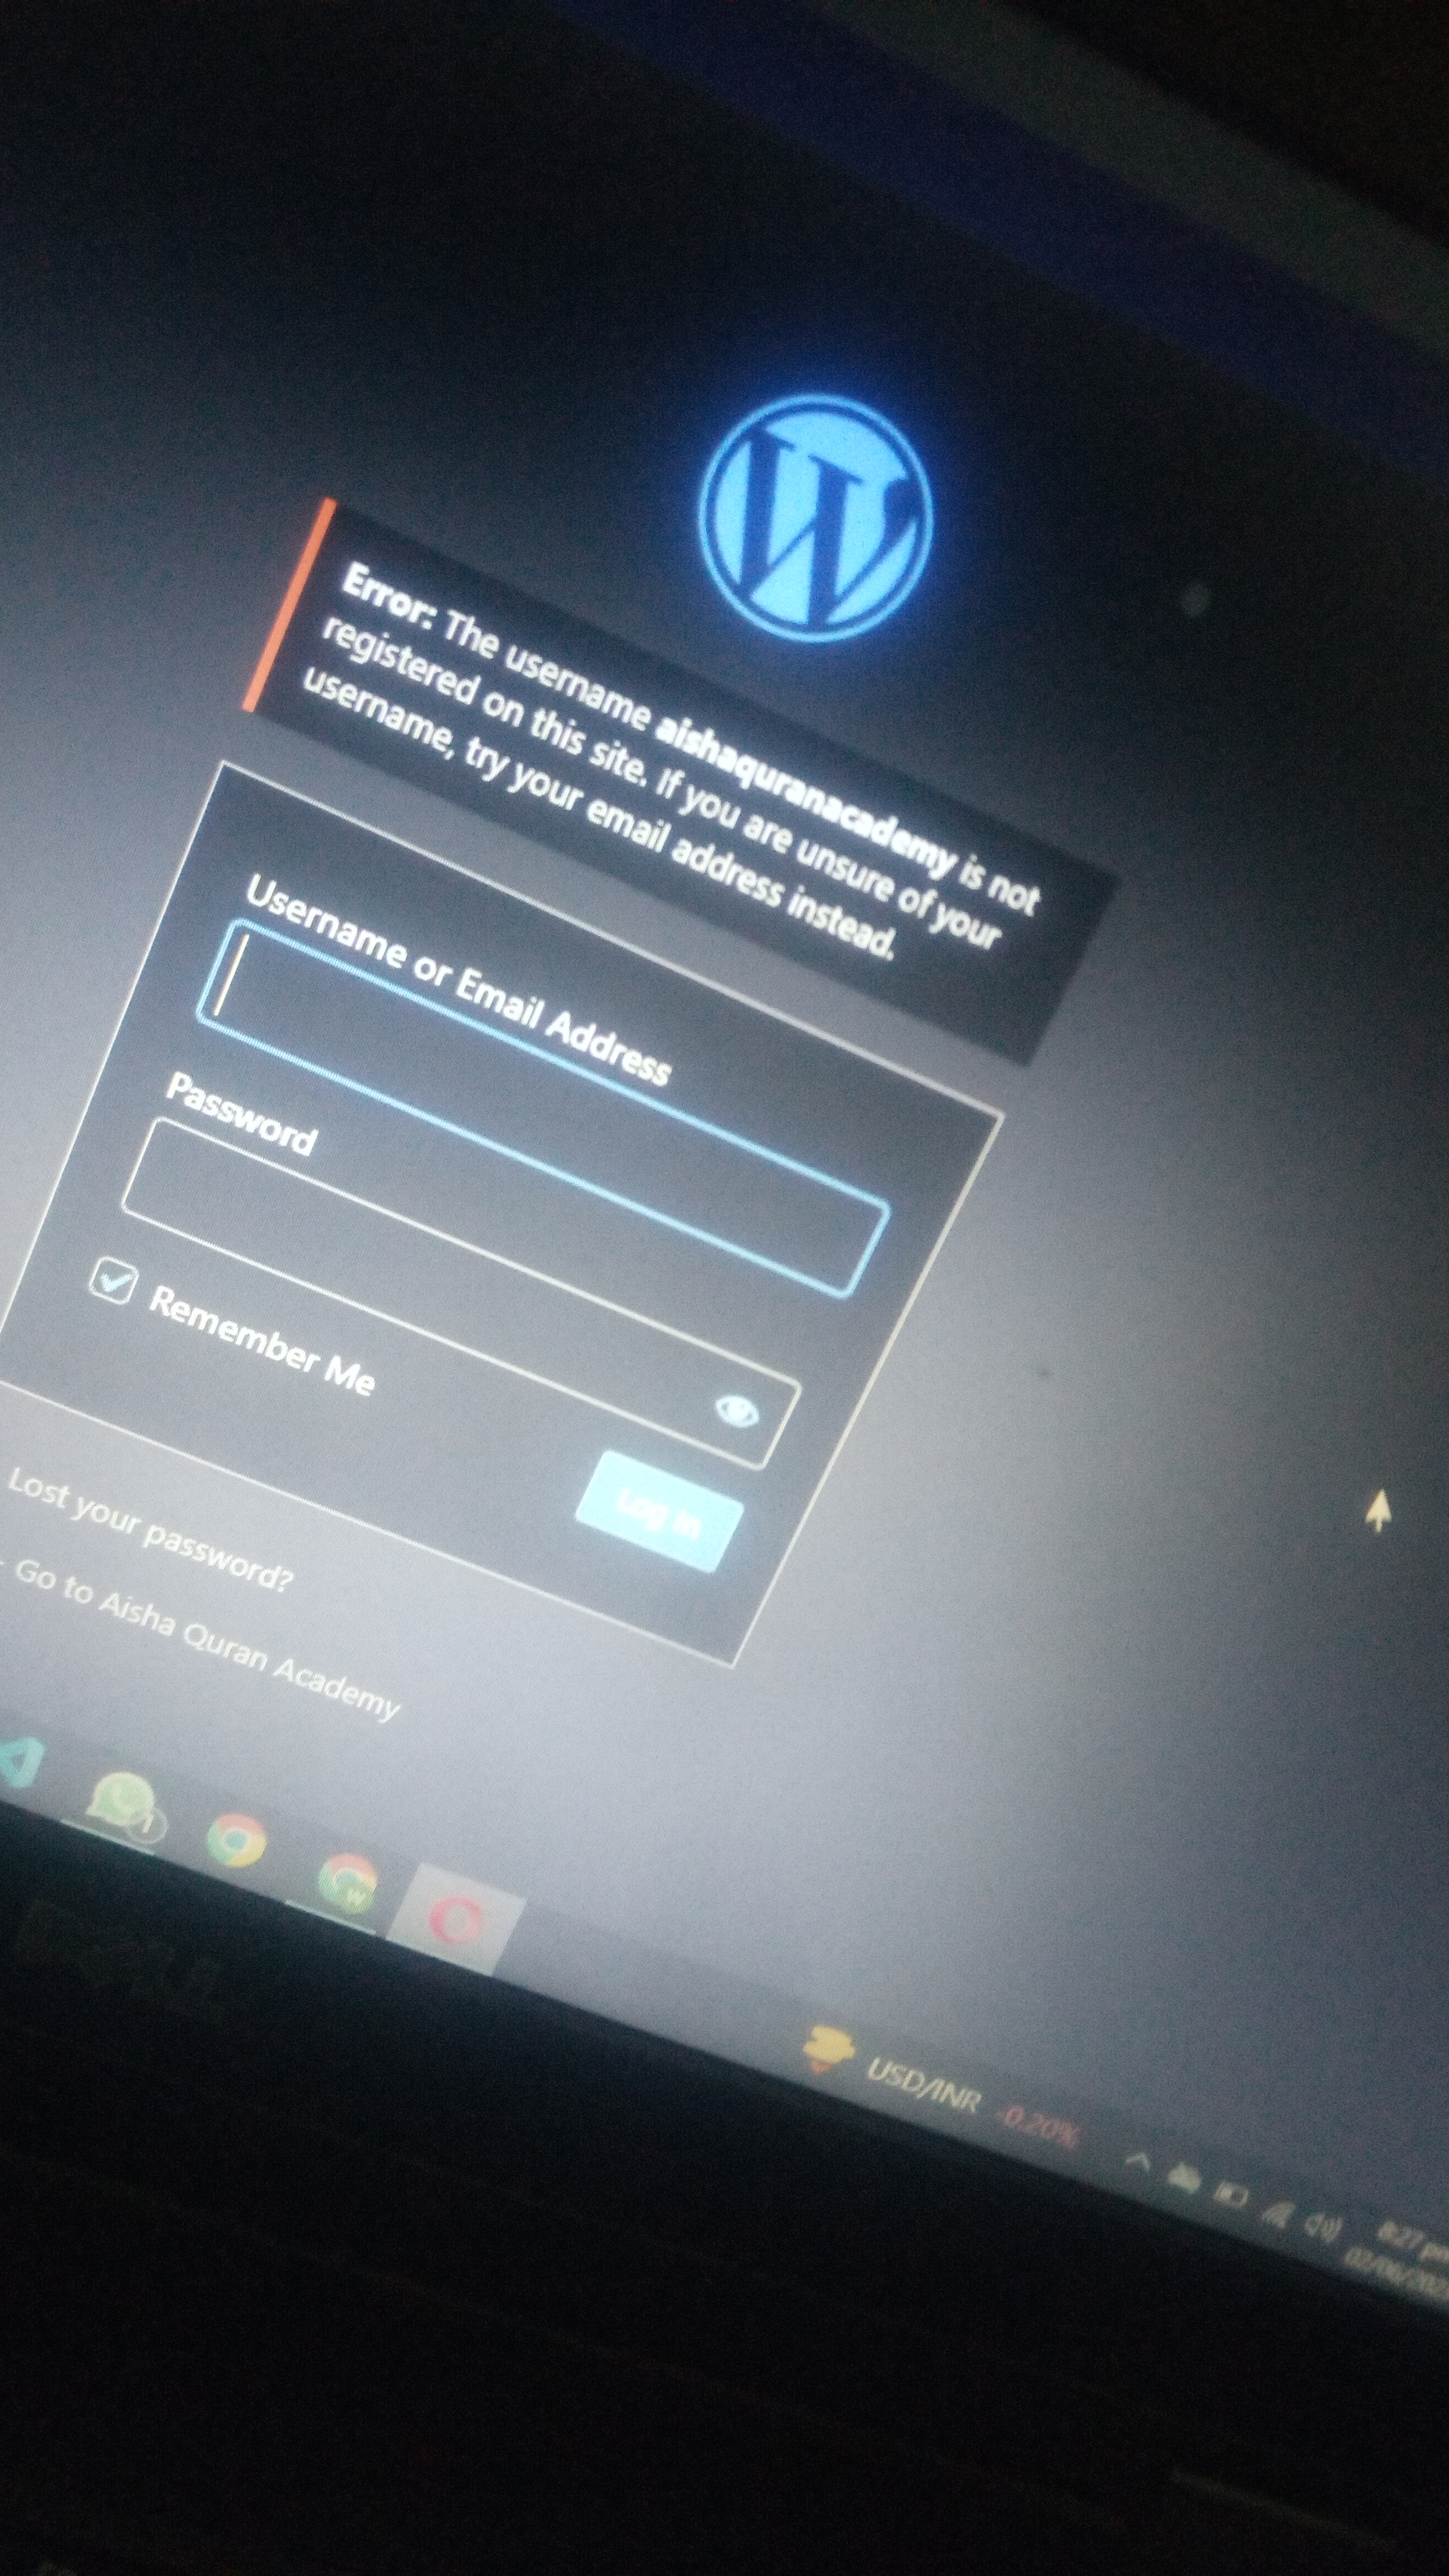 Error: The username aishaquranacademy is not
registered on this site. If you are unsure of your
username, try your email address instead.
Username or Email Address
Password
Remember Me
Log In
Lost your password?
Go to Aisha Quran Academy
1
W
USD/INR -0.20%
8:27